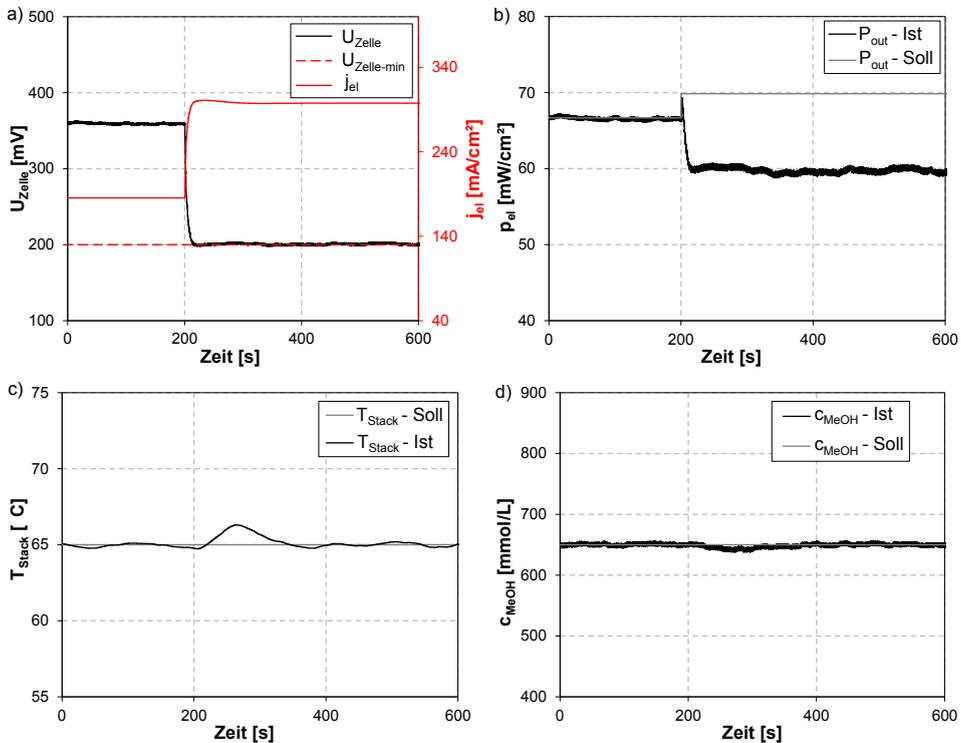 a)
500
400
300
200
100
U_Zelle [mV]
U_Zelle
U_Zelle-min
j_el
340
240
140
40
j_el [mA/cm²]
0
200
400
600
Zeit [s]
b)
80
70
60
50
40
p_el [mW/cm²]
P_out - Ist
P_out - Soll
0
200
400
600
Zeit [s]
c)
75
70
65
60
55
T_Stack [ C]
T_Stack - Soll
T_Stack - Ist
0
200
400
600
Zeit [s]
d)
900
800
700
600
500
400
c_MeOH [mmol/L]
c_MeOH - Ist
c_MeOH - Soll
0
200
400
600
Zeit [s]